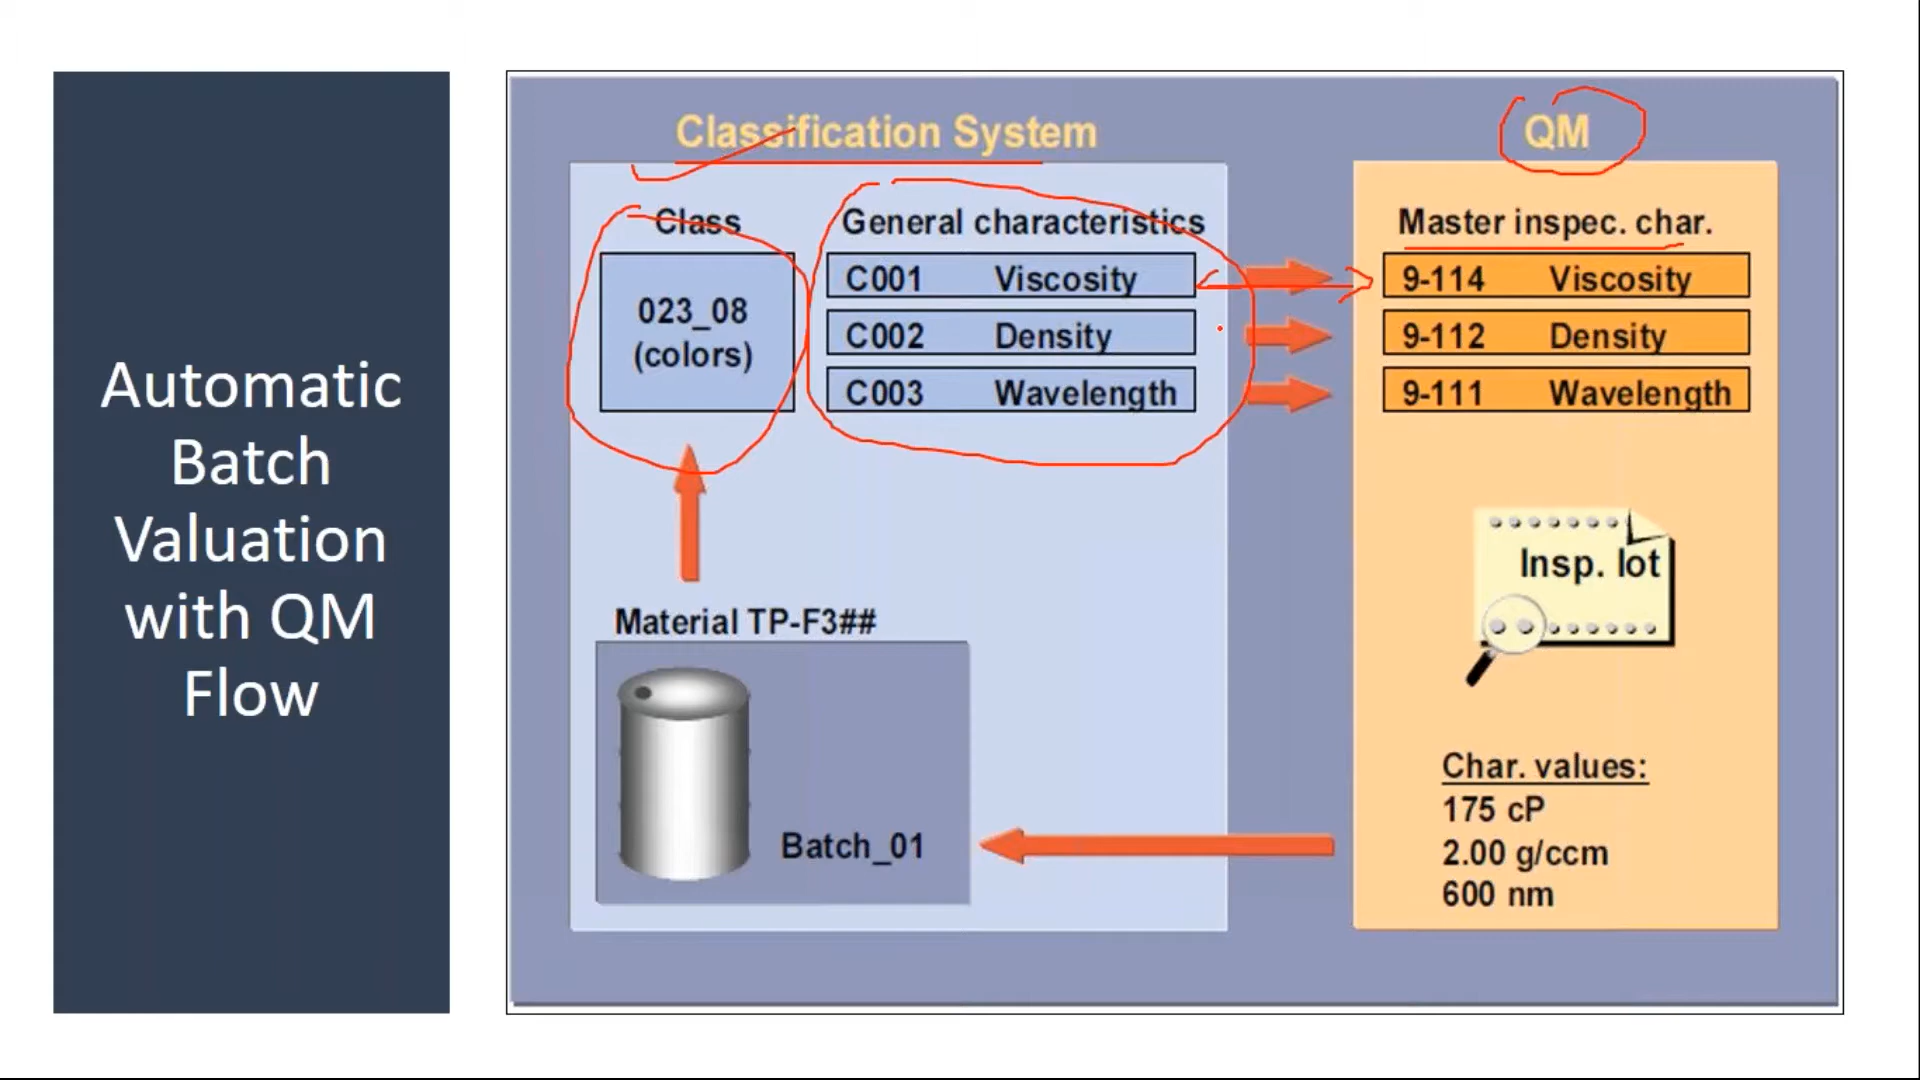 Automatic
Batch
Valuation
with QM
Flow
Classification System
Class
023_08
(colors)
General characteristics
C001 Viscosity
C002 Density
C003 Wavelength
Material TP-F3##
Batch_01
QM
Master inspec. char.
9-114 Viscosity
9-112 Density
9-111 Wavelength
Insp. lot
Char. values:
175 cP
2.00 g/ccm
600 nm